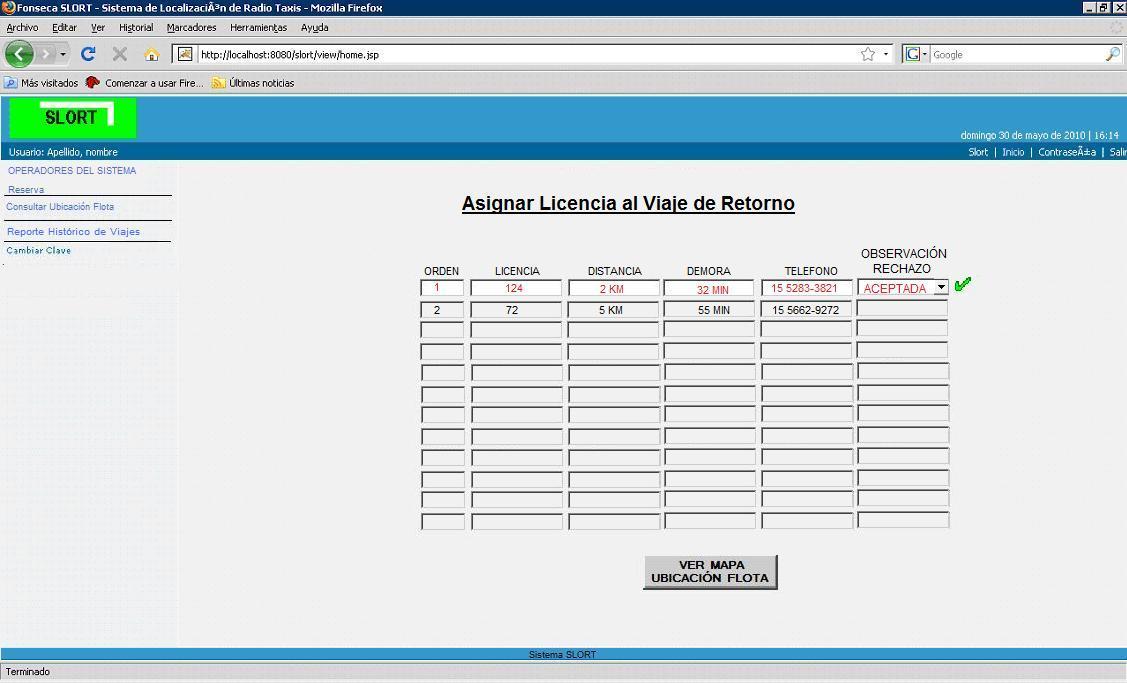 Fonseca SLORT - Sistema de LocalizaciÃ³n de Radio Taxis - Mozilla Firefox
Archivo Editar Ver Historial Marcadores Herramientas Ayuda
http://localhost:8080/slort/view/home.jsp
Google
Más visitados Comenzar a usar Fire... Últimas noticias
SLORT
domingo 30 de mayo de 2010 | 16:14
Usuario: Apellido, nombre
Slort | Inicio | ContraseÃ±a | Salir
OPERADORES DEL SISTEMA
Reserva
Consultar Ubicación Flota
Reporte Histórico de Viajes
Cambiar Clave
Asignar Licencia al Viaje de Retorno
ORDEN LICENCIA DISTANCIA DEMORA TELEFONO OBSERVACIÓN RECHAZO
1 124 2 KM 32 MIN 15 5283-3821 ACEPTADA
2 72 5 KM 55 MIN 15 5662-9272
VER MAPA
UBICACIÓN FLOTA
Sistema SLORT
Terminado